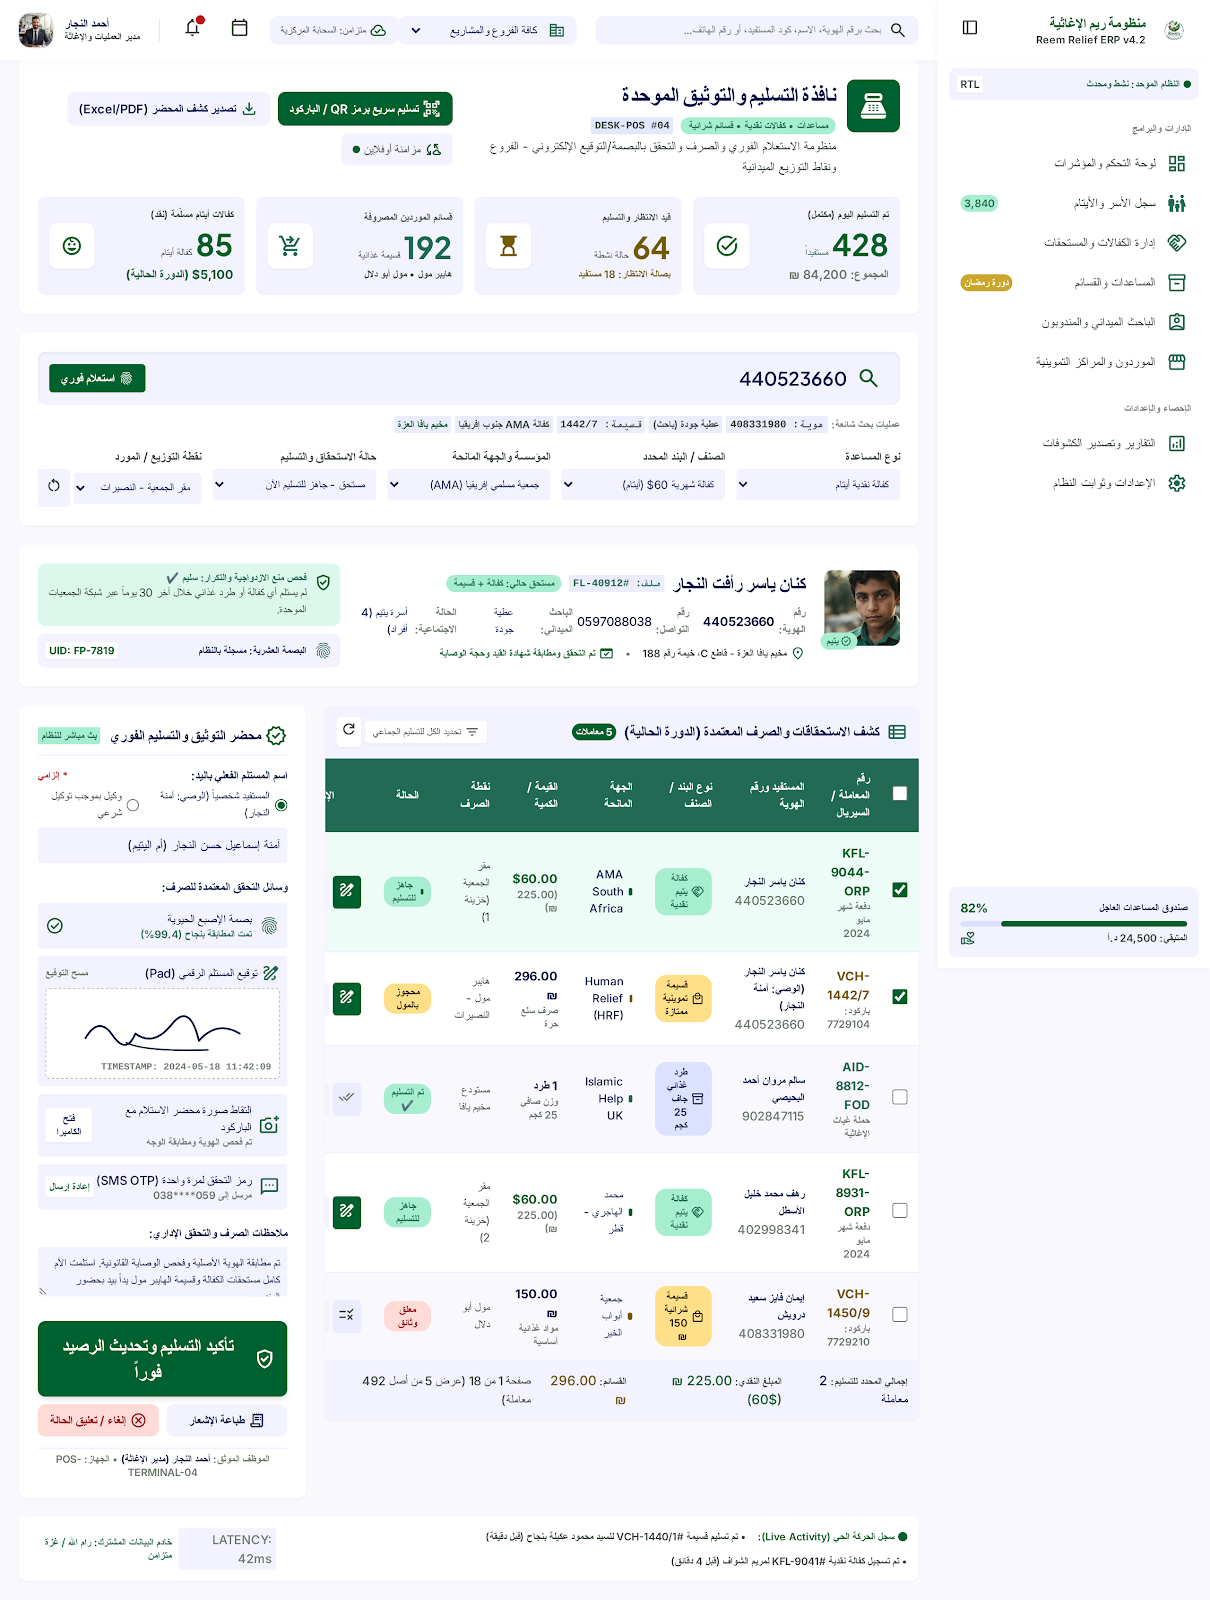 منظومة ريم الإغاثية
Reem Relief ERP v4.2
النظام الموحد: نشط ومحدث
RTL
الإدارات والبرامج
لوحة التحكم والمؤشرات
سجل الأسر والأيتام
3,840
إدارة الكفالات والمستحقات
المساعدات والقسائم
دورة رمضان
الباحث الميداني والمندوبون
الموردون والمراكز التموينية
الإحصاء والإعدادات
التقارير وتصدير الكشوفات
الإعدادات وثوابت النظام
صندوق المساعدات العاجل
82%
المتبقي: 24,500 د.أ
بحث برقم الهوية، الاسم، كود المستفيد، أو رقم الهاتف...
كافة الفروع والمشاريع
متزامن: السحابة المركزية
أحمد النجار
مدير العمليات والإغاثة
نافذة التسليم والتوثيق الموحدة
مساعدات • كفالات نقدية • قسائم شرائية
DESK-POS #04
منظومة الاستعلام الفوري والصرف والتحقق بالبصمة/التوقيع الإلكتروني - الفروع
ونقاط التوزيع الميدانية
تسليم سريع برمز QR / الباركود
تصدير كشف المحضر (Excel/PDF)
مزامنة أوفلاين
تم التسليم اليوم (مكتمل)
428 مستفيداً
المجموع: 84,200 ₪
قيد الانتظار والتسليم
64 حالة نشطة
بصالة الانتظار: 18 مستفيد
قسائم الموردين المصروفة
192 قسيمة غذائية
هايبر مول • مول أبو دلال
كفالات أيتام مسلّمة (نقد)
85 كفالة أيتام
$5,100 (الدورة الحالية)
440523660
استعلام فوري
عمليات بحث شائعة:
هوية: 408331980
عطية جودة (باحث)
قسيمة: 1442/7
كفالة AMA جنوب إفريقيا
مخيم يافا العزة
نوع المساعدة
الصنف / البند المحدد
المؤسسة والجهة المانحة
حالة الاستحقاق والتسليم
نقطة التوزيع / المورد
كفالة نقدية أيتام
كفالة شهرية 60$ (أيتام)
جمعية مسلمي إفريقيا (AMA)
مستحق - جاهز للتسليم الآن
مقر الجمعية - النصيرات
كنان ياسر رأفت النجار
ملف: #FL-40912
مستحق حالي: كفالة + قسيمة
يتيم
رقم الهوية: 440523660
رقم التواصل: 0597088038
الباحث الميداني: عطية جودة
الحالة الاجتماعية: أسرة يتيم (4 أفراد)
مخيم يافا العزة - قاطع C، خيمة رقم 188
• تم التحقق ومطابقة شهادة القيد وحجة الوصاية
فحص منع الازدواجية والتكرار: سليم ✔
لم يستلم أي كفالة أو طرد غذائي خلال آخر 30 يوماً عبر شبكة الجمعيات
الموحدة.
البصمة العشرية: مسجلة بالنظام
UID: FP-7819
كشف الاستحقاقات والصرف المعتمدة (الدورة الحالية)
5 معاملات
تحديد الكل للتسليم الجماعي
رقم المعاملة / السيريال
المستفيد ورقم الهوية
نوع البند / الصنف
الجهة المانحة
القيمة / الكمية
نقطة الصرف
الحالة
KFL-9044-ORP
دفعة شهر مايو 2024
كنان ياسر النجار
440523660
كفالة يتيم نقدية
AMA South Africa
$60.00
(225.00 ₪)
مقر الجمعية (خزينة 1)
جاهز للتسليم
VCH-1442/7
باركود: 7729104
كنان ياسر النجار (الوصي: آمنة النجار)
440523660
قسيمة تموينية ممتازة
Human Relief (HRF)
296.00 ₪
صرف سلع حرة
هايبر مول - النصيرات
محجوز بالمول
AID-8812-FOD
حملة غياث الإغاثية
سالم مروان أحمد البحيصي
902847115
طرد غذائي جاف 25 كجم
Islamic Help UK
1 طرد
وزن صافي 25 كجم
مستودع مخيم يافا
تم التسليم ✔
KFL-8931-ORP
دفعة شهر مايو 2024
رهف محمد خليل الأسطل
402998341
كفالة يتيم نقدية
محمد الهاجري - قطر
$60.00
(225.00 ₪)
مقر الجمعية (خزينة 2)
جاهز للتسليم
VCH-1450/9
باركود: 7729210
إيمان فايز سعيد درويش
408331980
قسيمة شرائية 150 ₪
جمعية أبواب الخير
150.00 ₪
مواد غذائية أساسية
مول أبو دلال
معلق وثائق
إجمالي المحدد للتسليم: 2 معاملة
المبلغ النقدي: 225.00 ₪ (60$)
القسائم: 296.00 ₪
صفحة 1 من 18 (عرض 5 من أصل 492 معاملة)
محضر التوثيق والتسليم الفوري
بث مباشر للنظام
اسم المستلم الفعلي باليد:
* إلزامي
المستفيد شخصياً (الوصي: آمنة النجار)
وكيل بموجب توكيل شرعي
آمنة إسماعيل حسن النجار (أم اليتيم)
وسائل التحقق المعتمدة للصرف:
بصمة الإصبع الحيوية
تمت المطابقة بنجاح (99.4%)
توقيع المستلم الرقمي (Pad)
مسح التوقيع
TIMESTAMP: 2024-05-18 11:42:09
التقاط صورة محضر الاستلام مع الباركود
تم فحص الهوية ومطابقة الوجه
فتح الكاميرا
رمز التحقق لمرة واحدة (SMS OTP)
مرسل إلى 059****038
إعادة إرسال
ملاحظات الصرف والتحقق الإداري:
تم مطابقة الهوية الأصلية وفحص الوصاية القانونية. استلمت الأم
كامل مستحقات الكفالة وقسيمة الهايبر مول يداً بيد بحضور
تأكيد التسليم وتحديث الرصيد
فوراً
طباعة الإشعار
إلغاء / تعليق الحالة
الموظف الموثق: أحمد النجار (مدير الإغاثة) • الجهاز: POS-TERMINAL-04
سجل الحركة الحي (Live Activity):
• تم تسليم قسيمة #VCH-1440/1 للسيد محمود عكيلة بنجاح (قبل دقيقة)
• تم تسجيل كفالة نقدية #KFL-9041 لمريم الشواف (قبل 4 دقائق)
LATENCY: 42ms
خادم البيانات المشترك: رام الله / غزة
متزامن